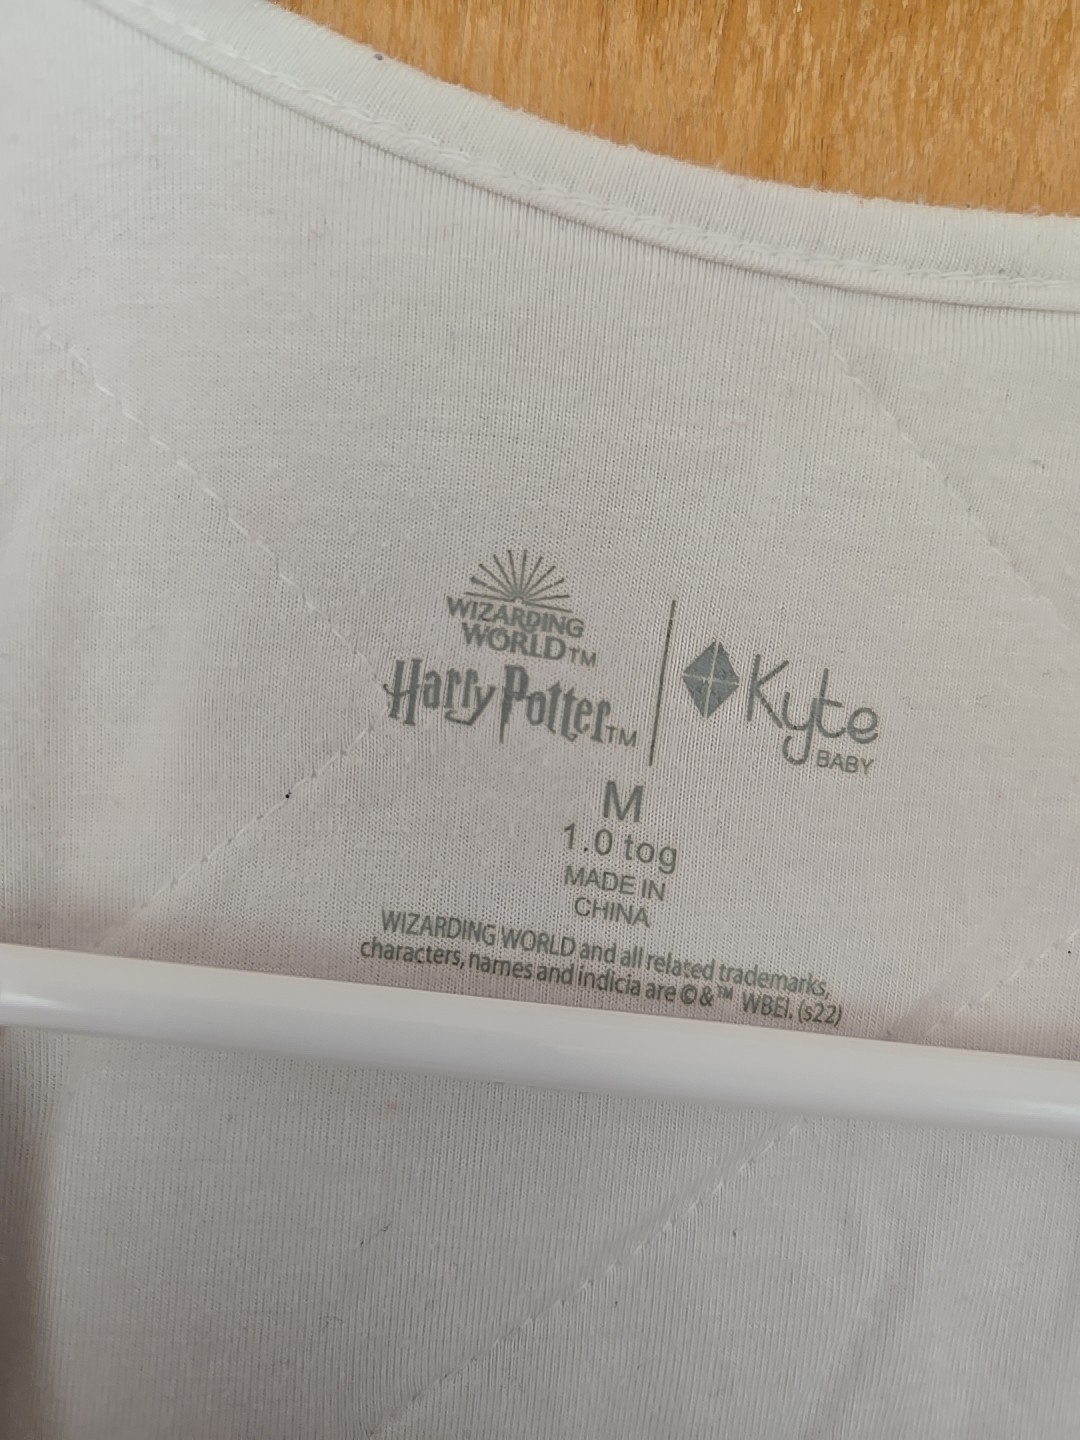 WIZARDING
WORLD™
Harry Potter™
Kyte
BABY
M
1.0 tog
MADE IN
CHINA
WIZARDING WORLD and all related trademarks,
characters, names and indicia are ©&™ WBEI. (s22)